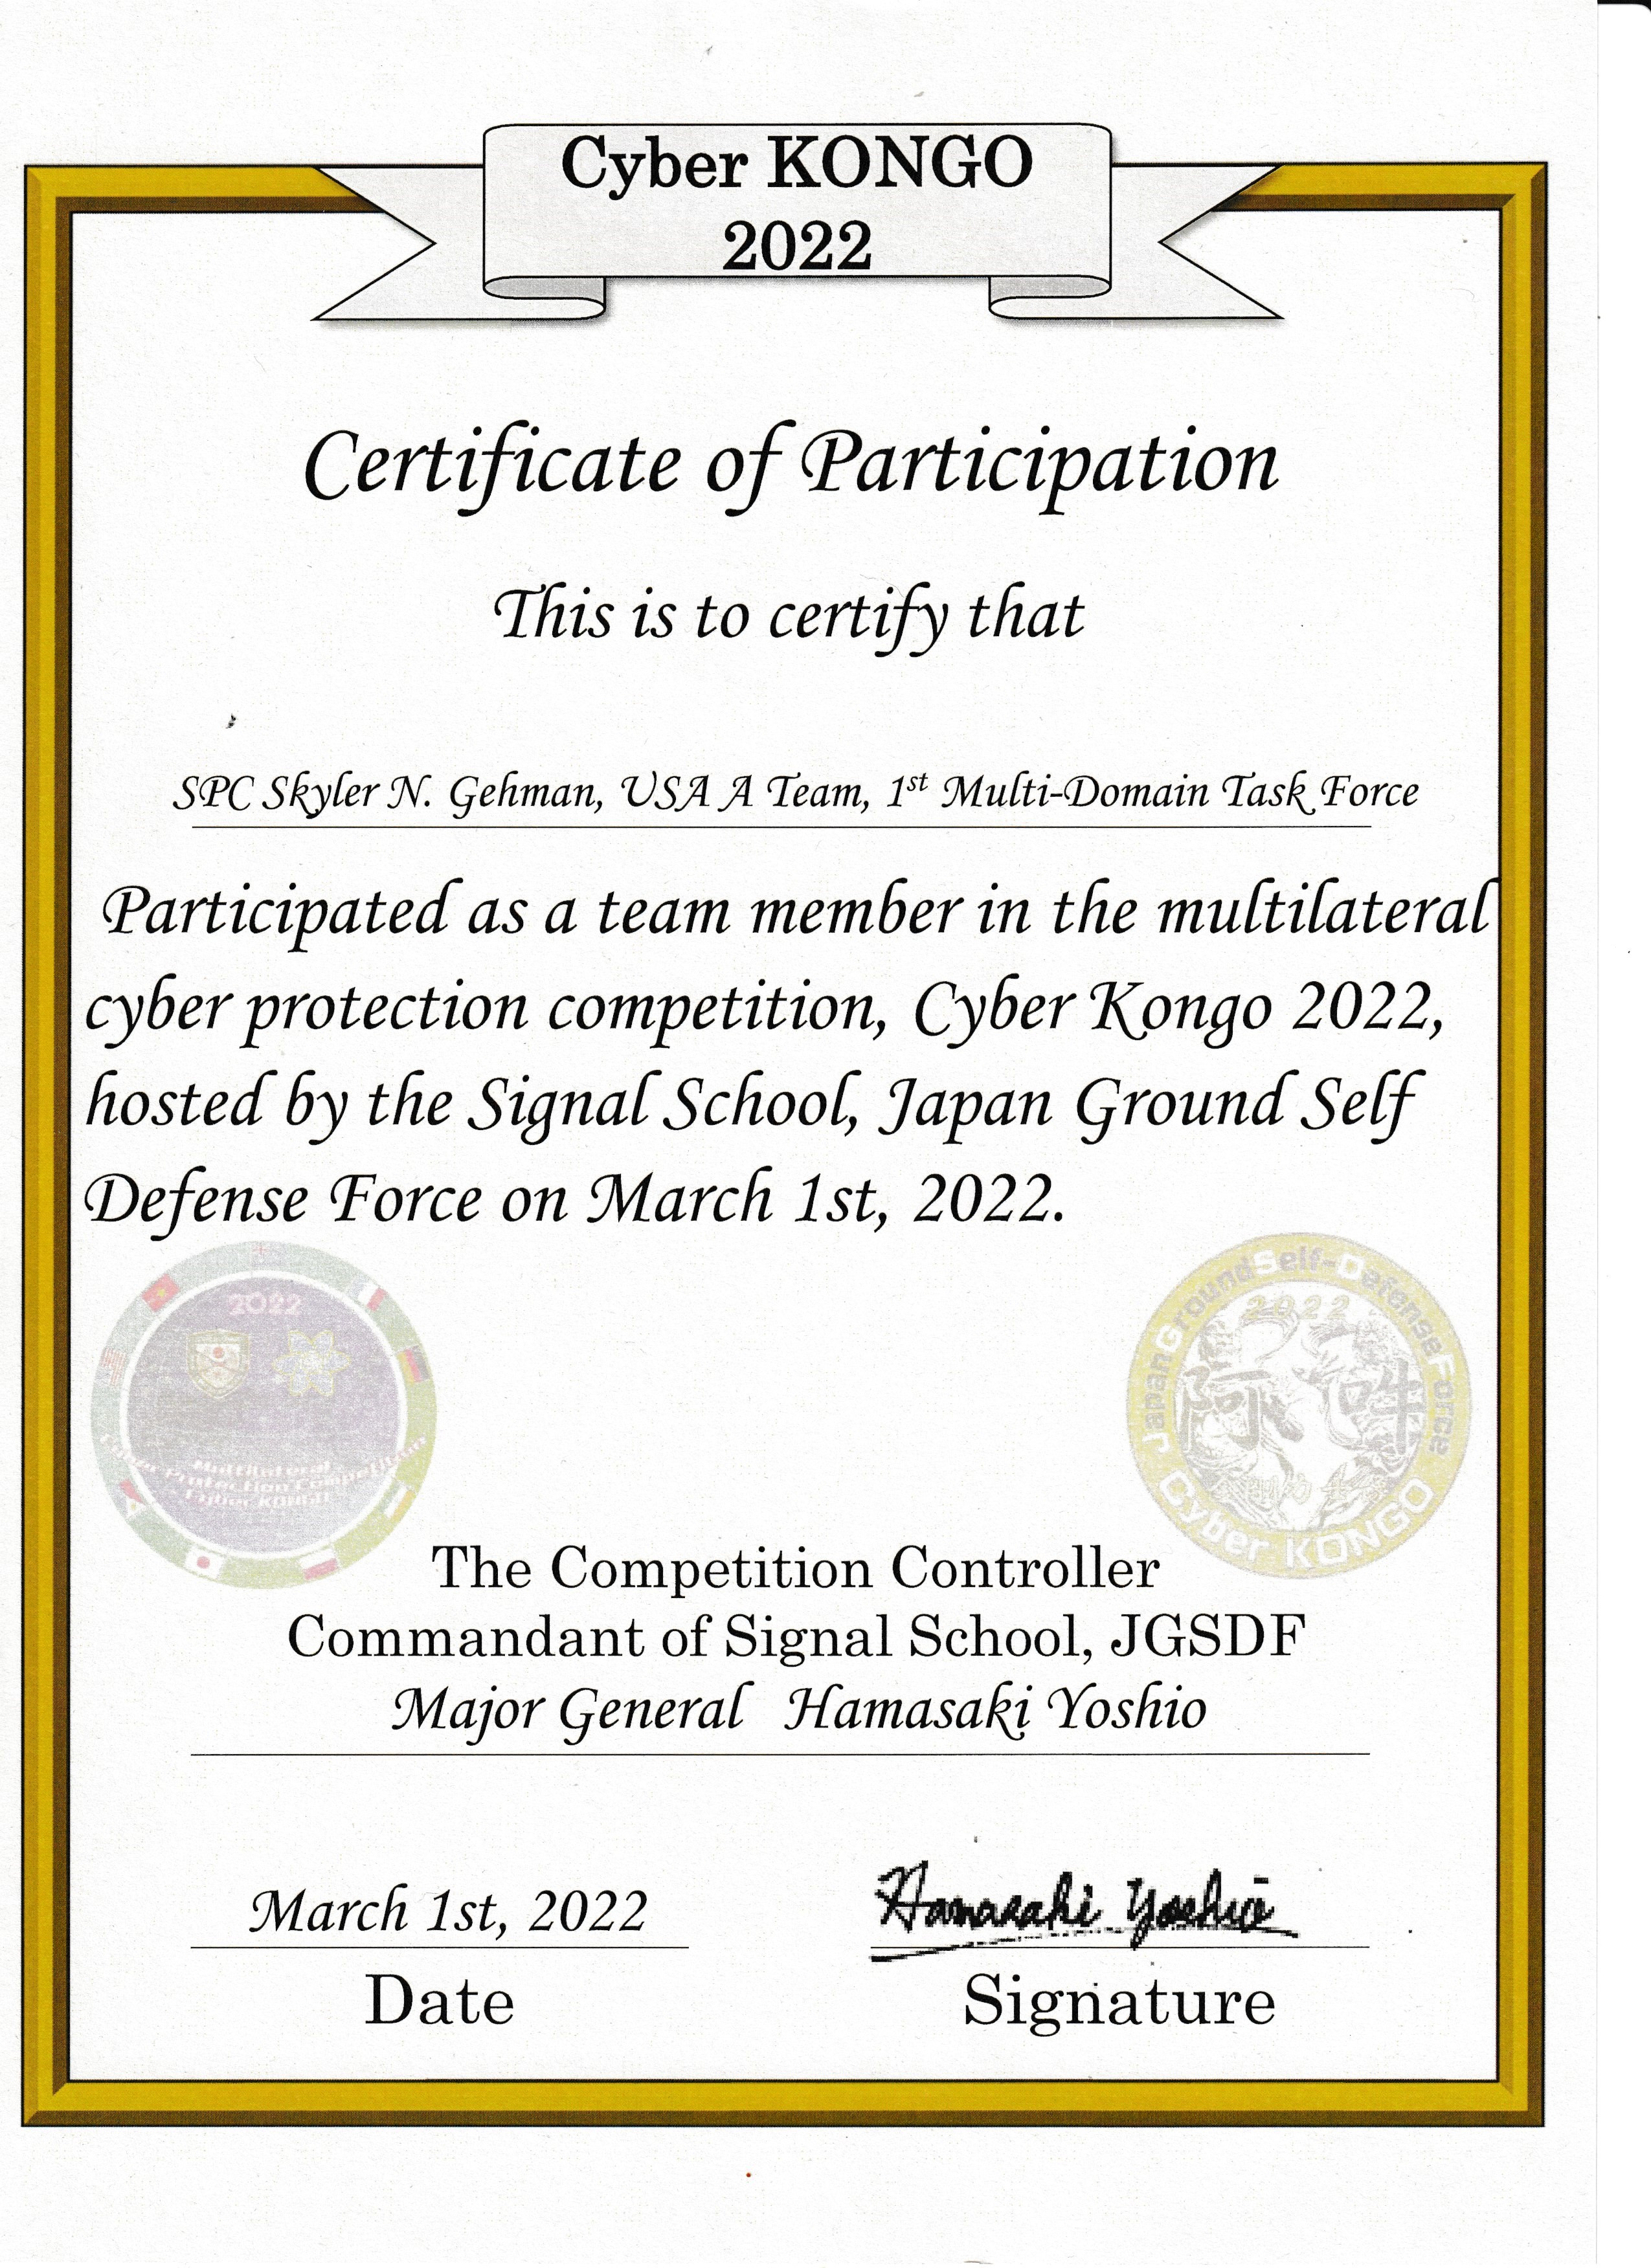 Cyber KONGO
2022
Certificate of Participation
This is to certify that
SPC Skyler N. Gehman, USA A Team, 1st Multi-Domain Task Force
Participated as a team member in the multilateral
cyber protection competition, Cyber Kongo 2022,
hosted by the Signal School, Japan Ground Self
Defense Force on March 1st, 2022.
2022
Multilateral
Cyber Protection Competition
Cyber KONGO
Japan Ground Self-Defense Force
2022
阿 吽
Cyber KONGO
The Competition Controller
Commandant of Signal School, JGSDF
Major General Hamasaki Yoshio
March 1st, 2022
Hamasaki Yoshio
Date
Signature